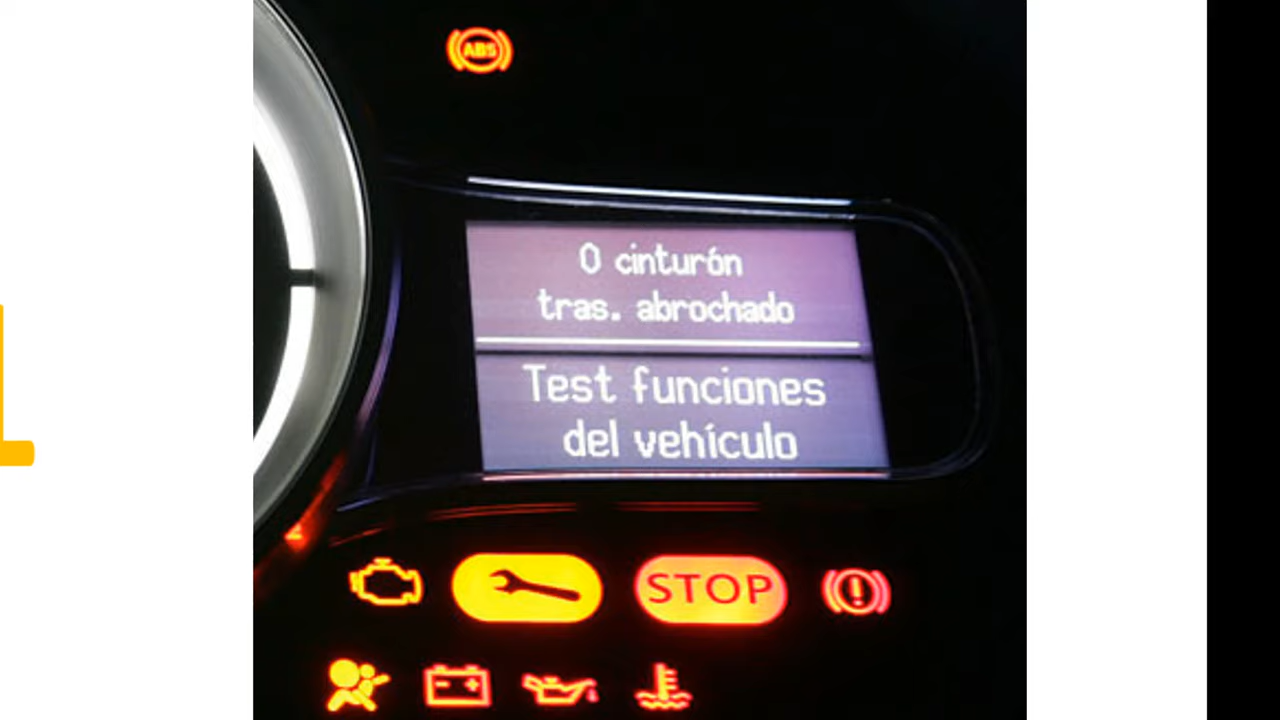 ABS
0 cinturón
tras. abrochado
Test funciones
del vehículo
STOP